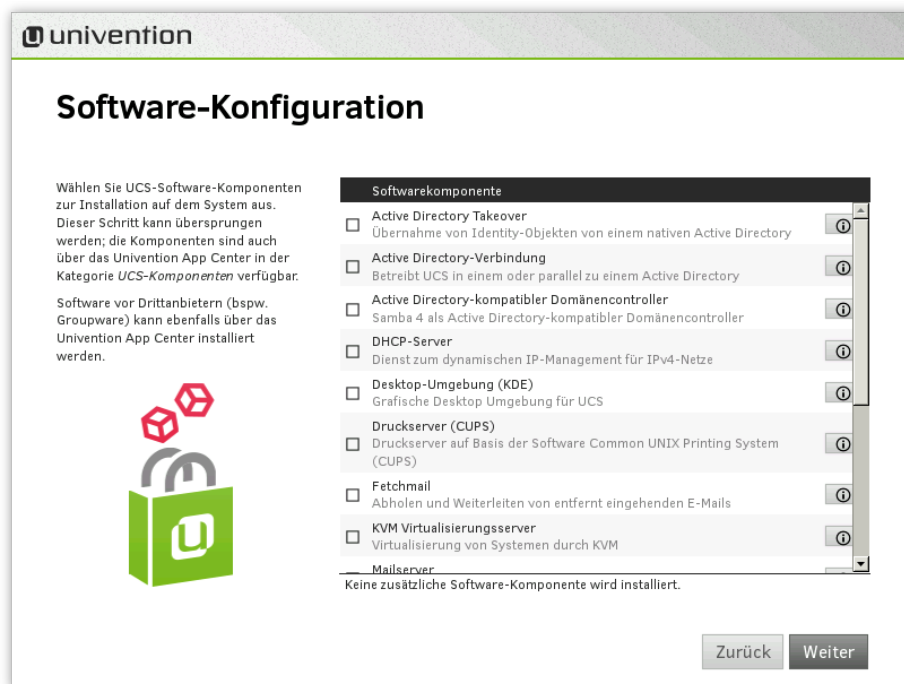 univention
Software-Konfiguration
Wählen Sie UCS-Software-Komponenten
zur Installation auf dem System aus.
Dieser Schritt kann übersprungen
werden; die Komponenten sind auch
über das Univention App Center in der
Kategorie UCS-Komponenten verfügbar.
Software vor Drittanbietern (bspw.
Groupware) kann ebenfalls über das
Univention App Center installiert
werden.
Softwarekomponente
Active Directory Takeover
Übernahme von Identity-Objekten von einem nativen Active Directory
Active Directory-Verbindung
Betreibt UCS in einem oder parallel zu einem Active Directory
Active Directory-kompatibler Domänencontroller
Samba 4 als Active Directory-kompatibler Domänencontroller
DHCP-Server
Dienst zum dynamischen IP-Management für IPv4-Netze
Desktop-Umgebung (KDE)
Grafische Desktop Umgebung für UCS
Druckserver (CUPS)
Druckserver auf Basis der Software Common UNIX Printing System
(CUPS)
Fetchmail
Abholen und Weiterleiten von entfernt eingehenden E-Mails
KVM Virtualisierungsserver
Virtualisierung von Systemen durch KVM
Mailserver
Keine zusätzliche Software-Komponente wird installiert.
Zurück
Weiter